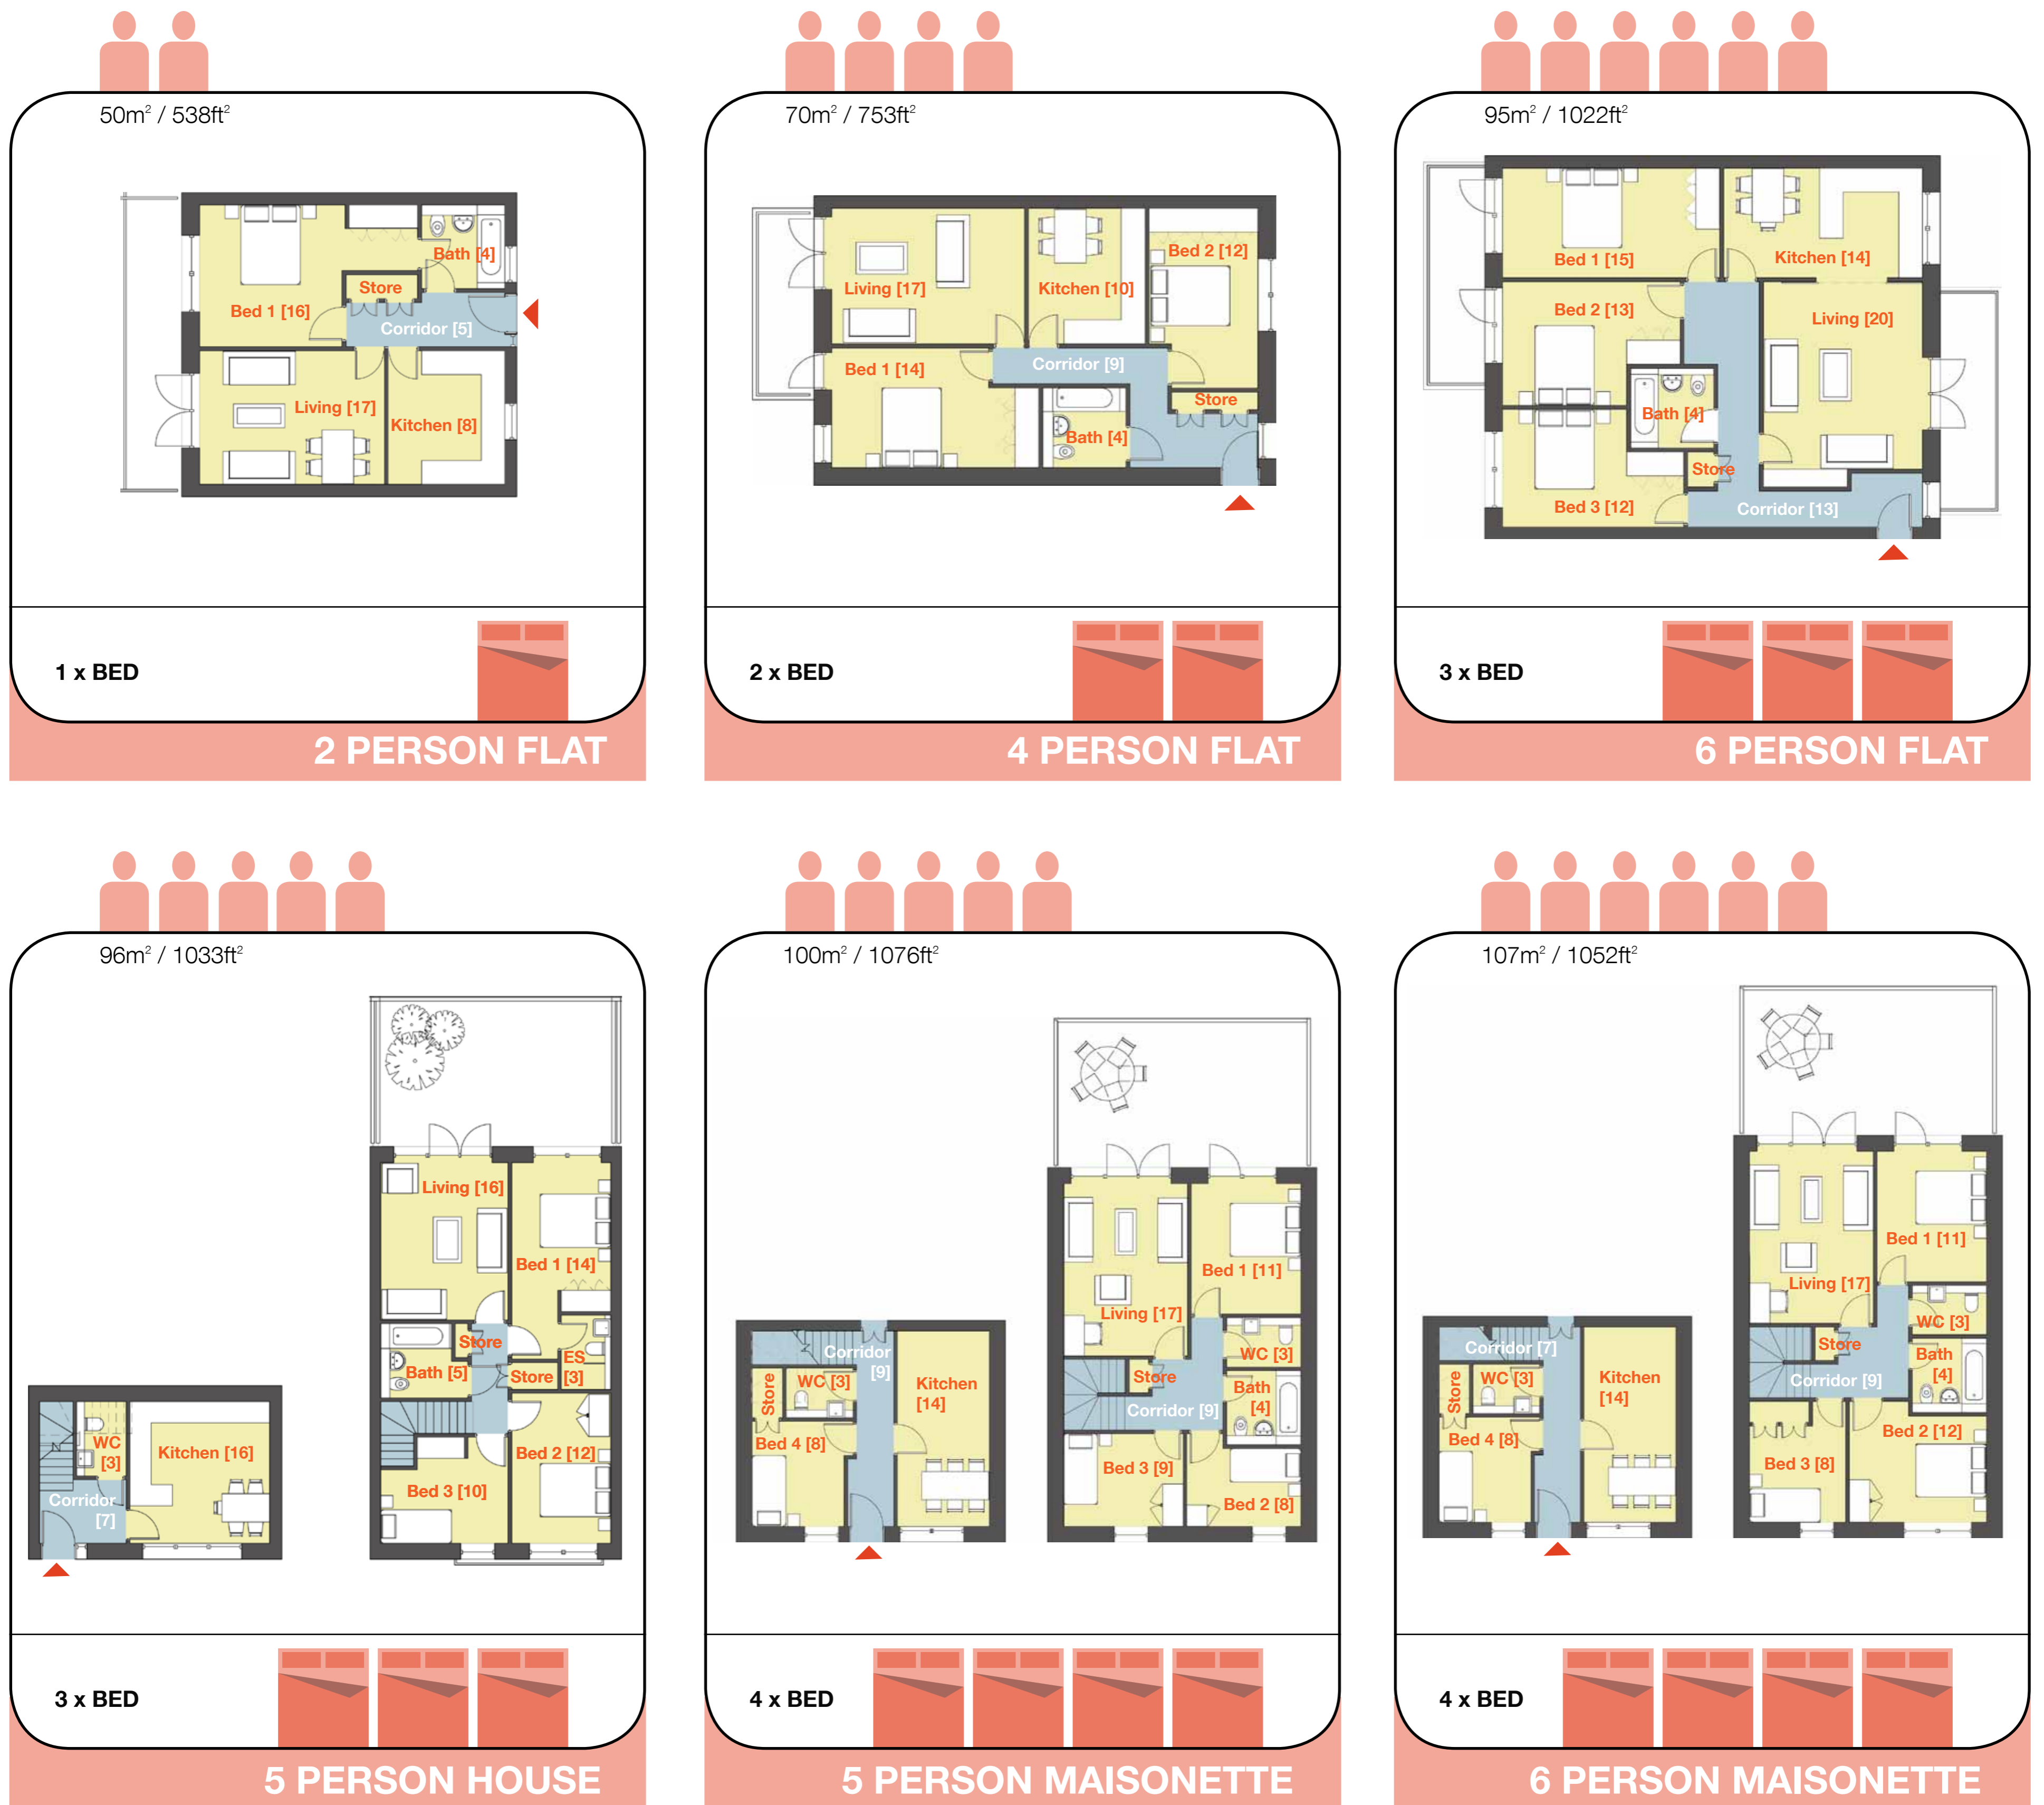 50m² / 538ft²
Bath [4]
Store
Bed 1 [16]
Corridor [5]
Living [17]
Kitchen [8]
1 x BED
2 PERSON FLAT
70m² / 753ft²
Bed 2 [12]
Living [17]
Kitchen [10]
Corridor [9]
Bed 1 [14]
Store
Bath [4]
2 x BED
4 PERSON FLAT
95m² / 1022ft²
Bed 1 [15]
Kitchen [14]
Bed 2 [13]
Living [20]
Bath [4]
Store
Bed 3 [12]
Corridor [13]
3 x BED
6 PERSON FLAT
96m² / 1033ft²
Living [16]
Bed 1 [14]
Store
ES
[3]
Bath [5]
Store
WC
[3]
Kitchen [16]
Bed 2 [12]
Bed 3 [10]
Corridor
[7]
N
3 x BED
5 PERSON HOUSE
100m² / 1076ft²
Bed 1 [11]
Living [17]
Corridor
[9]
WC [3]
Store
Store
WC [3]
Kitchen
[14]
Bath
[4]
Corridor [9]
Bed 4 [8]
Bed 3 [9]
Bed 2 [8]
N
4 x BED
5 PERSON MAISONETTE
107m² / 1052ft²
Bed 1 [11]
Living [17]
WC [3]
Corridor [7]
Store
Bath
[4]
Store
WC [3]
Kitchen
[14]
Corridor [9]
Bed 4 [8]
Bed 2 [12]
Bed 3 [8]
4 x BED
6 PERSON MAISONETTE